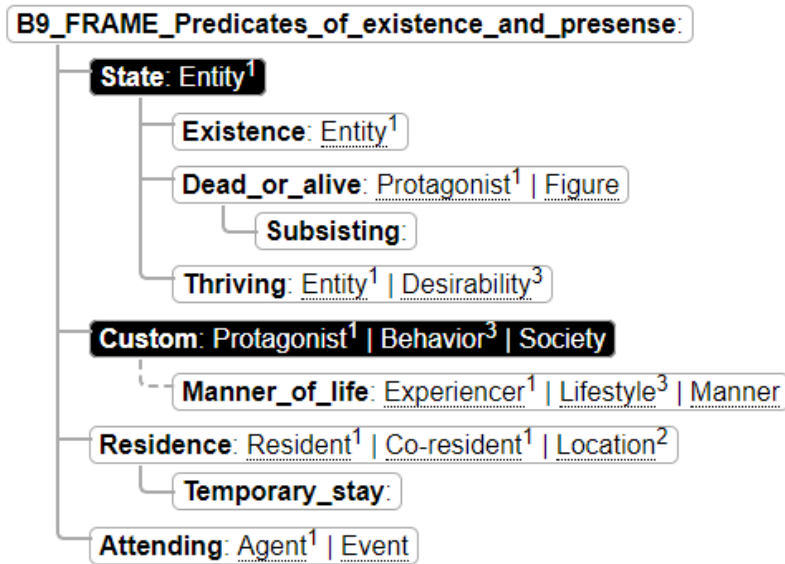 B9_FRAME_Predicates_of_existence_and_presense:
State: Entity¹
Existence: Entity¹
Dead_or_alive: Protagonist¹ | Figure
Subsisting:
Thriving: Entity¹ | Desirability³
Custom: Protagonist¹ | Behavior³ | Society
Manner_of_life: Experiencer¹ | Lifestyle³ | Manner
Residence: Resident¹ | Co-resident¹ | Location²
Temporary_stay:
Attending: Agent¹ | Event